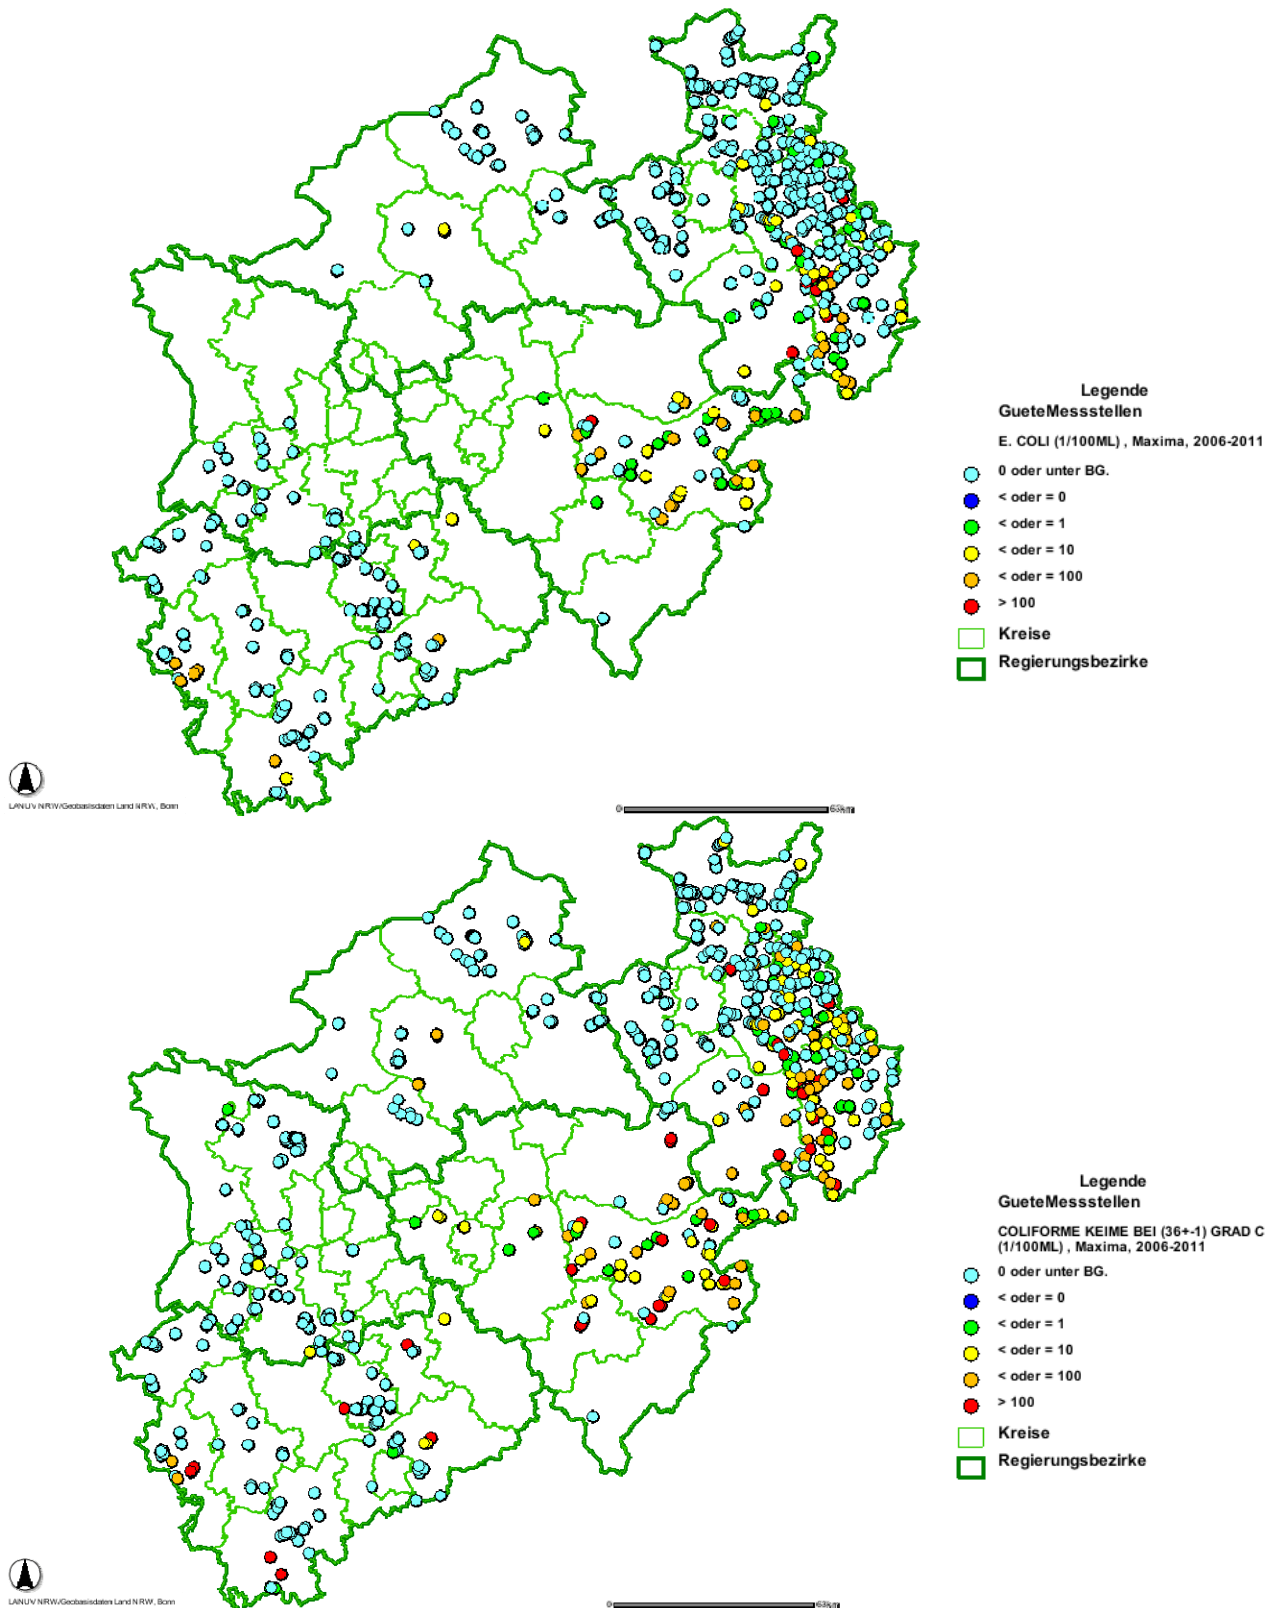 Legende
GueteMessstellen
E. COLI (1/100ML) , Maxima, 2006-2011
0 oder unter BG.
< oder = 0
< oder = 1
< oder = 10
< oder = 100
> 100
Kreise
Regierungsbezirke
LANUV NRW/Geobasisdaten Land NRW, Bonn
0
Legende
GueteMessstellen
COLIFORME KEIME BEI (36+-1) GRAD C
(1/100ML) , Maxima, 2006-2011
0 oder unter BG.
< oder = 0
< oder = 1
< oder = 10
< oder = 100
> 100
Kreise
Regierungsbezirke
LANUV NRW/Geobasisdaten Land NRW, Bonn
0